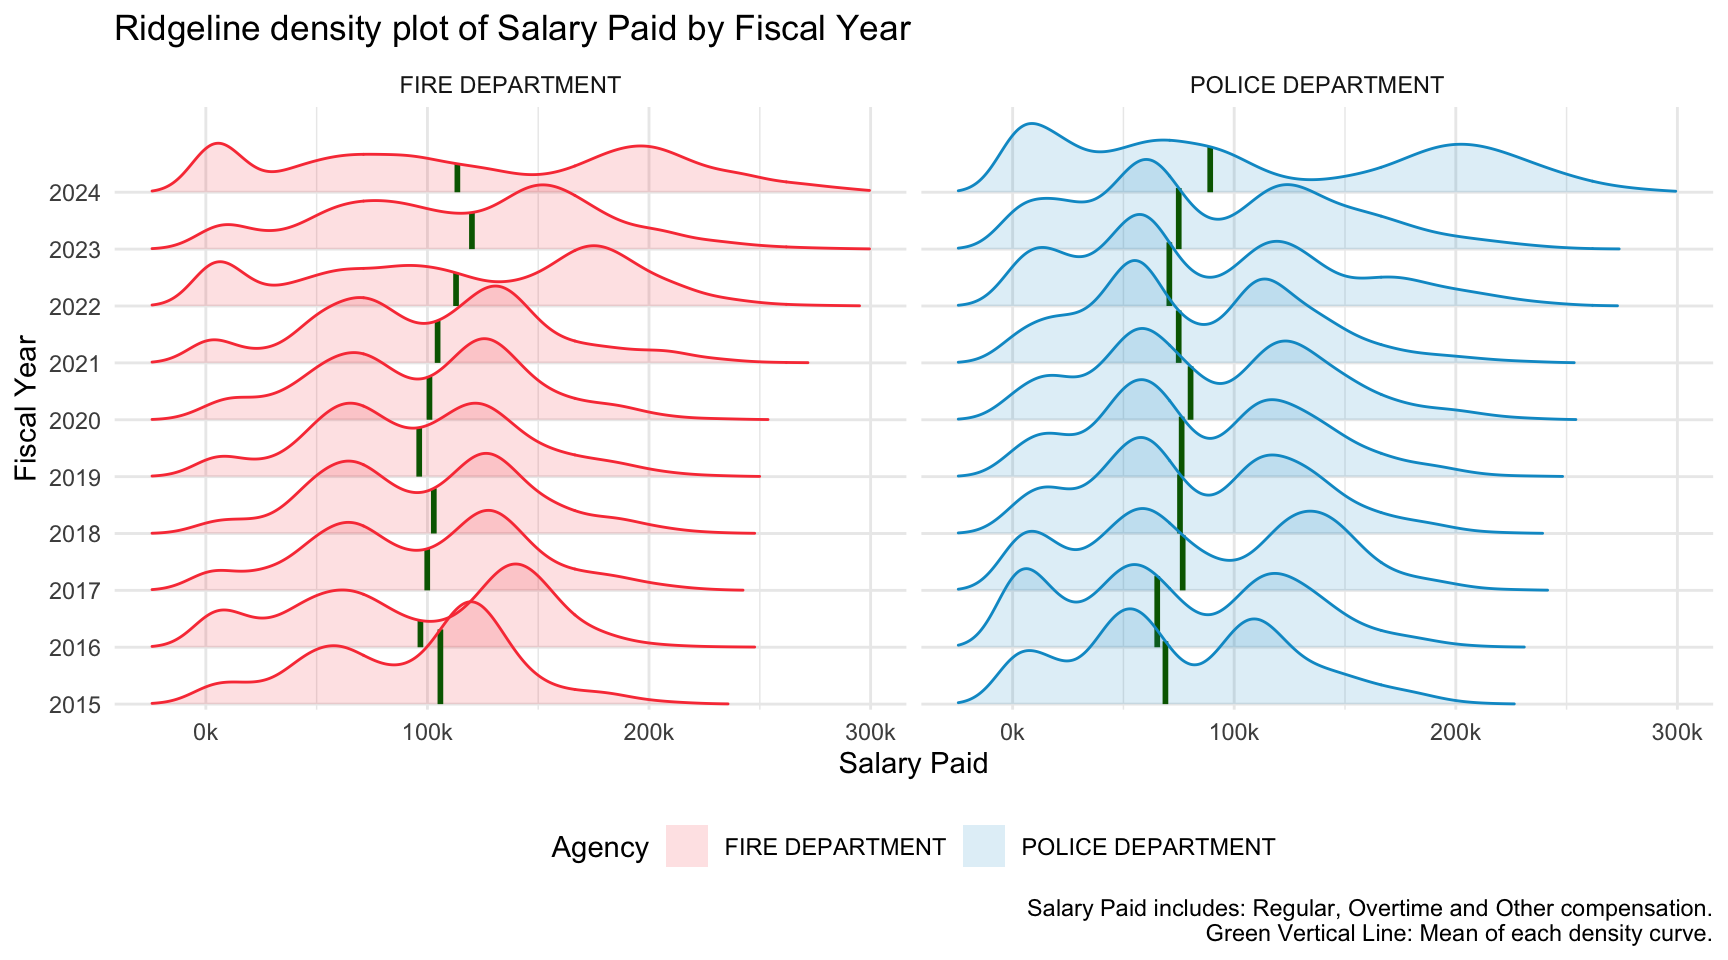 Ridgeline density plot of Salary Paid by Fiscal Year
FIRE DEPARTMENT
POLICE DEPARTMENT
Fiscal Year
2024
2023
2022
2021
2020
2019
2018
2017
2016
2015
0k 100k 200k 300k
0k 100k 200k 300k
Salary Paid
Agency FIRE DEPARTMENT POLICE DEPARTMENT
Salary Paid includes: Regular, Overtime and Other compensation.
Green Vertical Line: Mean of each density curve.